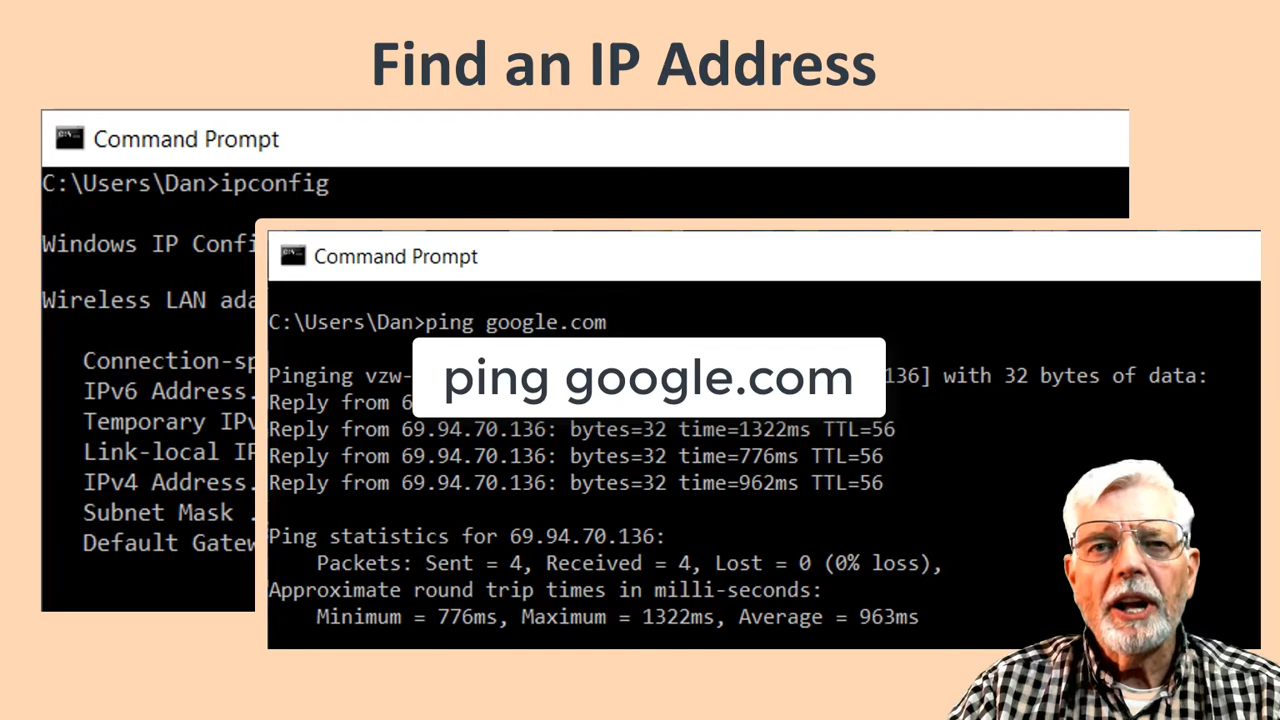 Find an IP Address
Command Prompt
C:\Users\Dan>ipconfig
Windows IP Confi
Wireless LAN ada
Connection-sp
IPv6 Address.
Temporary IPv
Link-local IP
IPv4 Address.
Subnet Mask .
Default Gatew
Command Prompt
C:\Users\Dan>ping google.com
Pinging vzw- 136] with 32 bytes of data:
ping google.com
Reply from 6
Reply from 69.94.70.136: bytes=32 time=1322ms TTL=56
Reply from 69.94.70.136: bytes=32 time=776ms TTL=56
Reply from 69.94.70.136: bytes=32 time=962ms TTL=56
Ping statistics for 69.94.70.136:
Packets: Sent = 4, Received = 4, Lost = 0 (0% loss),
Approximate round trip times in milli-seconds:
Minimum = 776ms, Maximum = 1322ms, Average = 963ms